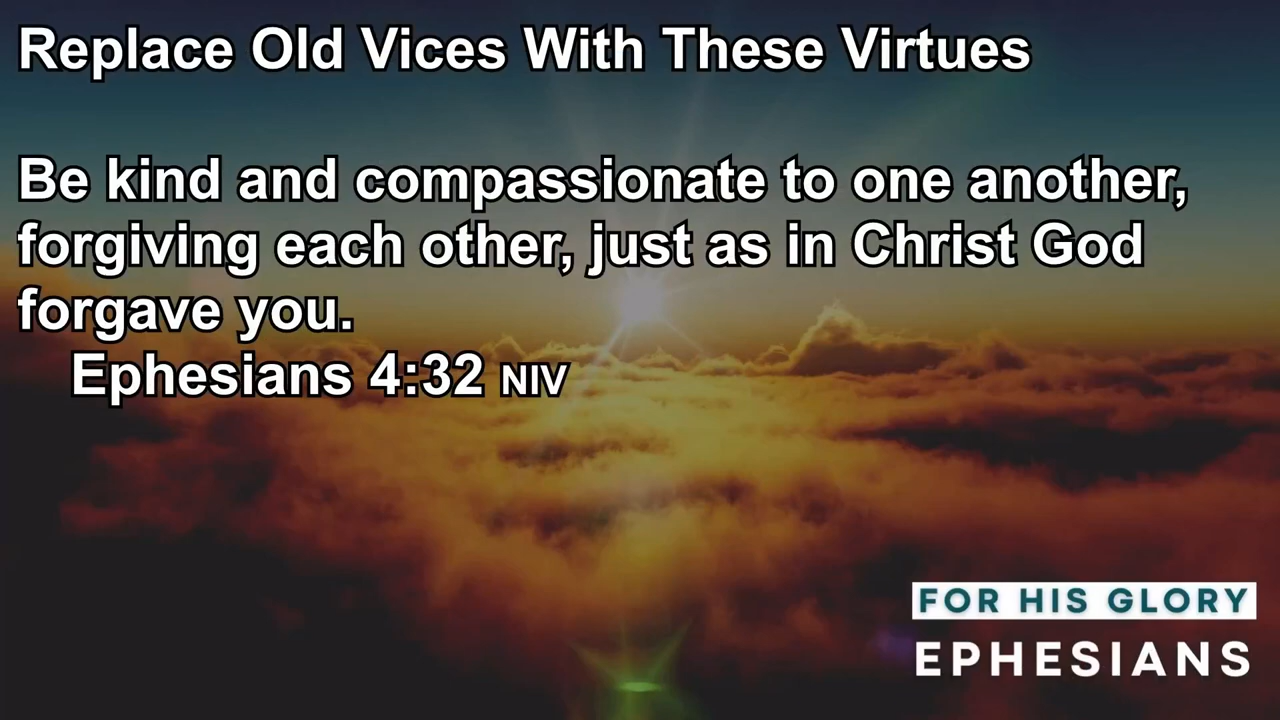 Replace Old Vices With These Virtues
Be kind and compassionate to one another,
forgiving each other, just as in Christ God
forgave you.
Ephesians 4:32 NIV
FOR HIS GLORY
EPHESIANS